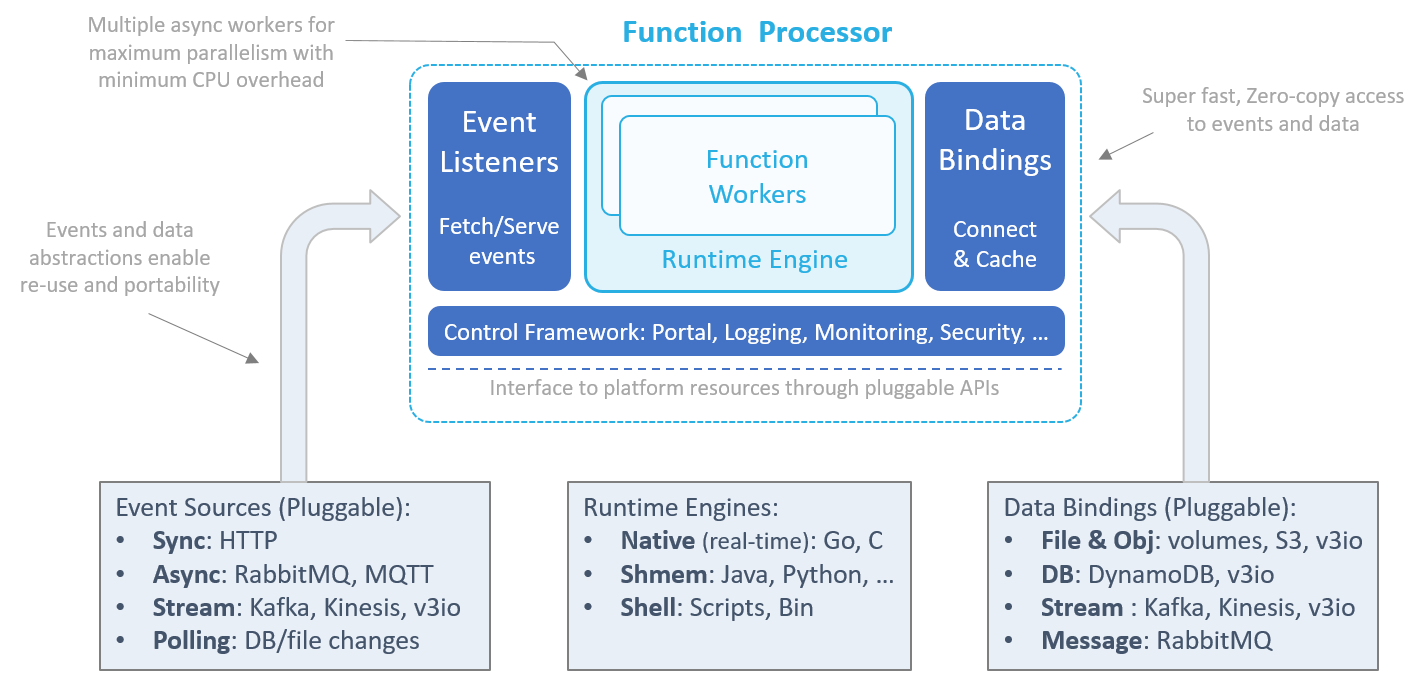 Multiple async workers for
maximum parallelism with
minimum CPU overhead
Function Processor
Event
Listeners
Fetch/Serve
events
Function
Workers
Runtime Engine
Data
Bindings
Connect
& Cache
Super fast, Zero-copy access
to events and data
Events and data
abstractions enable
re-use and portability
Control Framework: Portal, Logging, Monitoring, Security, ...
Interface to platform resources through pluggable APIs
Event Sources (Pluggable):
• Sync: HTTP
• Async: RabbitMQ, MQTT
• Stream: Kafka, Kinesis, v3io
• Polling: DB/file changes
Runtime Engines:
• Native (real-time): Go, C
• Shmem: Java, Python, ...
• Shell: Scripts, Bin
Data Bindings (Pluggable):
• File & Obj: volumes, S3, v3io
• DB: DynamoDB, v3io
• Stream : Kafka, Kinesis, v3io
• Message: RabbitMQ